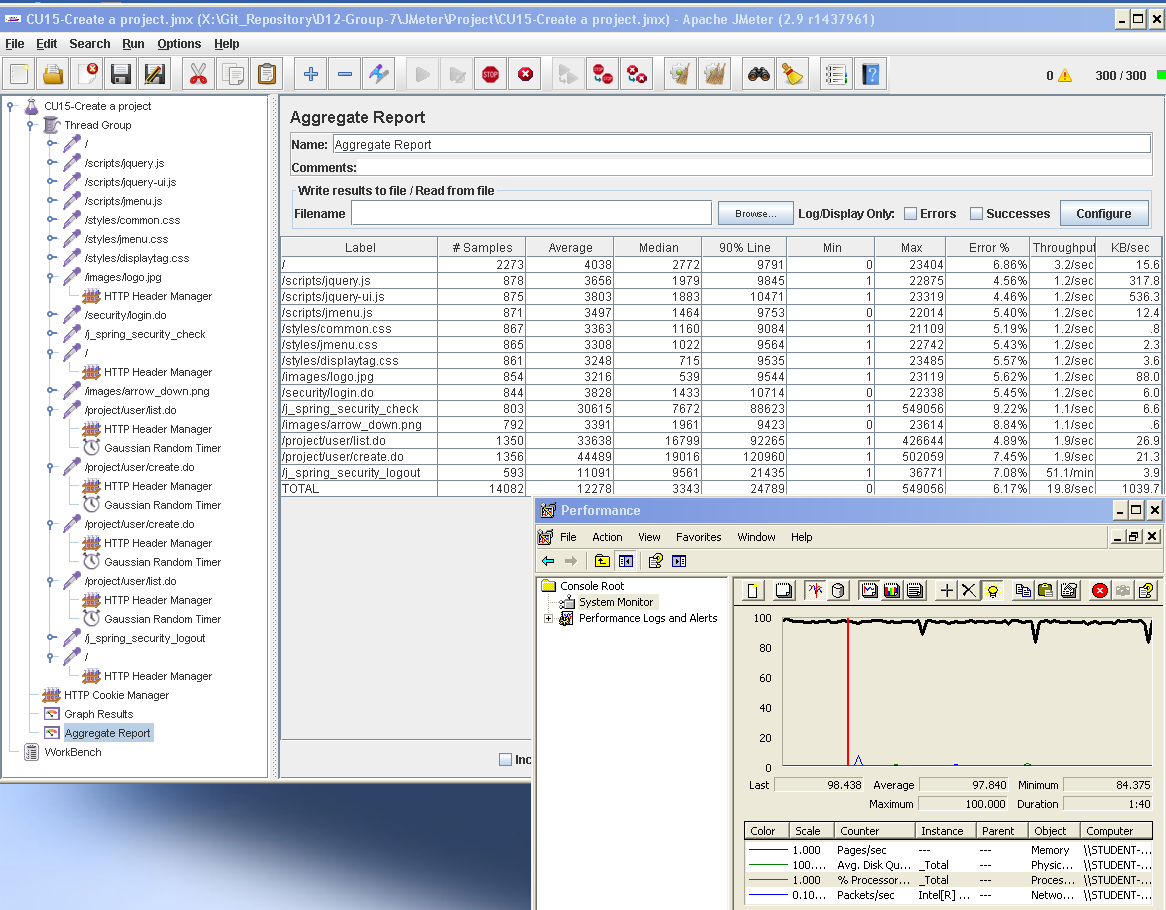 CU15-Create a project.jmx (X:\Git_Repository\D12-Group-7\JMeter\Project\CU15-Create a project.jmx) - Apache JMeter (2.9 r1437961)
File Edit Search Run Options Help
0 300 / 300
CU15-Create a project
Thread Group
/
/scripts/jquery.js
/scripts/jquery-ui.js
/scripts/jmenu.js
/styles/common.css
/styles/jmenu.css
/styles/displaytag.css
/images/logo.jpg
HTTP Header Manager
/security/login.do
/j_spring_security_check
/
HTTP Header Manager
/images/arrow_down.png
/project/user/list.do
HTTP Header Manager
Gaussian Random Timer
/project/user/create.do
HTTP Header Manager
Gaussian Random Timer
/project/user/create.do
HTTP Header Manager
Gaussian Random Timer
/project/user/list.do
HTTP Header Manager
Gaussian Random Timer
/j_spring_security_logout
/
HTTP Header Manager
HTTP Cookie Manager
Graph Results
Aggregate Report
WorkBench
Aggregate Report
Name: Aggregate Report
Comments:
Write results to file / Read from file
Filename Browse... Log/Display Only: Errors Successes Configure
Label # Samples Average Median 90% Line Min Max Error % Throughput KB/sec
/ 2273 4038 2772 9791 0 23404 6.86% 3.2/sec 15.6
/scripts/jquery.js 878 3656 1979 9845 1 22875 4.56% 1.2/sec 317.8
/scripts/jquery-ui.js 875 3803 1883 10471 1 23319 4.46% 1.2/sec 536.3
/scripts/jmenu.js 871 3497 1464 9753 0 22014 5.40% 1.2/sec 12.4
/styles/common.css 867 3363 1160 9084 1 21109 5.19% 1.2/sec .8
/styles/jmenu.css 865 3308 1022 9564 1 22742 5.43% 1.2/sec 2.3
/styles/displaytag.css 861 3248 715 9535 1 23485 5.57% 1.2/sec 3.6
/images/logo.jpg 854 3216 539 9544 1 23119 5.62% 1.2/sec 88.0
/security/login.do 844 3828 1433 10714 0 22338 5.45% 1.2/sec 6.0
/j_spring_security_check 803 30615 7672 88623 1 549056 9.22% 1.1/sec 6.6
/images/arrow_down.png 792 3391 1961 9423 0 23614 8.84% 1.1/sec .6
/project/user/list.do 1350 33638 16799 92265 1 426644 4.89% 1.9/sec 26.9
/project/user/create.do 1356 44489 19016 120960 1 502059 7.45% 1.9/sec 21.3
/j_spring_security_logout 593 11091 9561 21435 1 36771 7.08% 51.1/min 3.9
TOTAL 14082 12278 3343 24789 0 549056 6.17% 19.8/sec 1039.7
Inc
Performance
File Action View Favorites Window Help
Console Root
System Monitor
Performance Logs and Alerts
100
80
60
40
20
0
Last 98.438 Average 97.840 Minimum 84.375
Maximum 100.000 Duration 1:40
Color Scale Counter Instance Parent Object Computer
1.000 Pages/sec --- --- Memory \\STUDENT-...
100.... Avg. Disk Qu... _Total --- Physic... \\STUDENT-...
1.000 % Processor... _Total --- Proces... \\STUDENT-...
0.10... Packets/sec Intel[R] ... --- Netwo... \\STUDENT-...